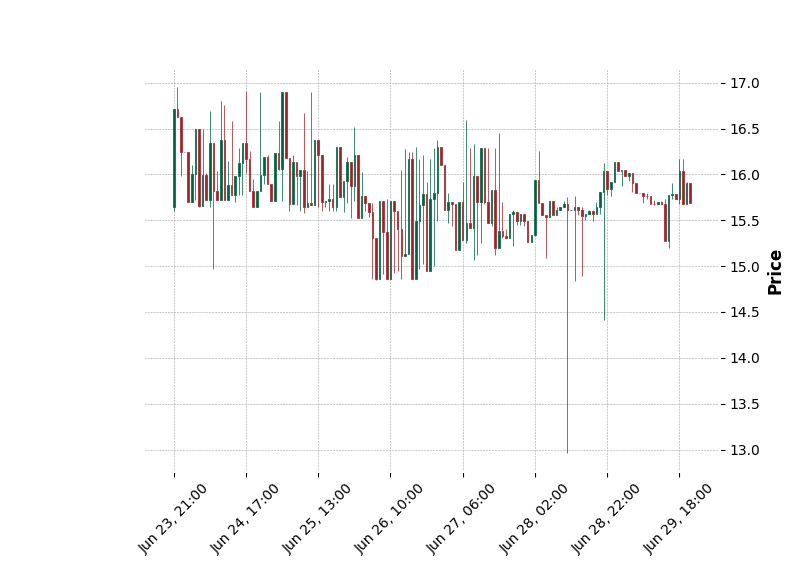 17.0
16.5
16.0
15.5
15.0
14.5
14.0
13.5
13.0
Price
Jun 23, 21:00
Jun 24, 17:00
Jun 25, 13:00
Jun 26, 10:00
Jun 27, 06:00
Jun 28, 02:00
Jun 28, 22:00
Jun 29, 18:00